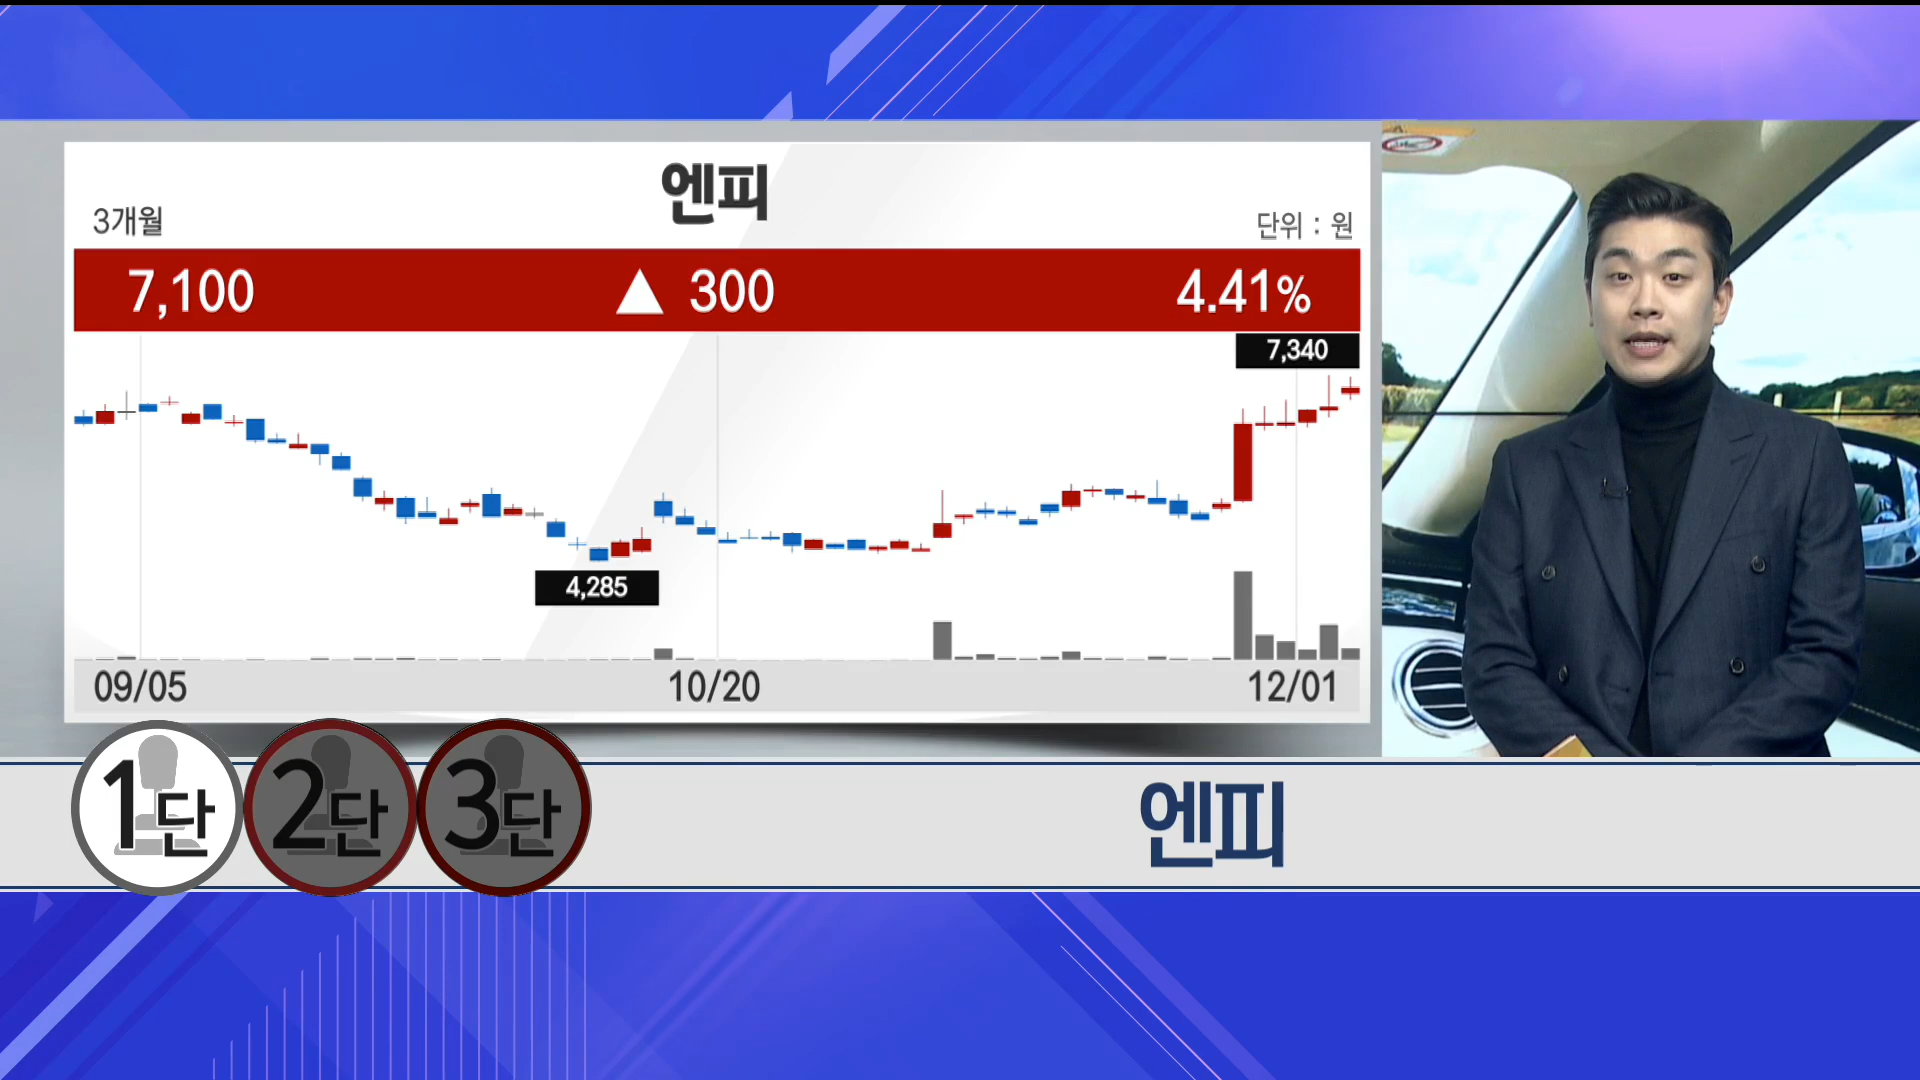 엔피
3개월
단위 : 원
7,100 ▲ 300 4.41%
7,340
4,285
09/05 10/20 12/01
1단 2단 3단
엔피